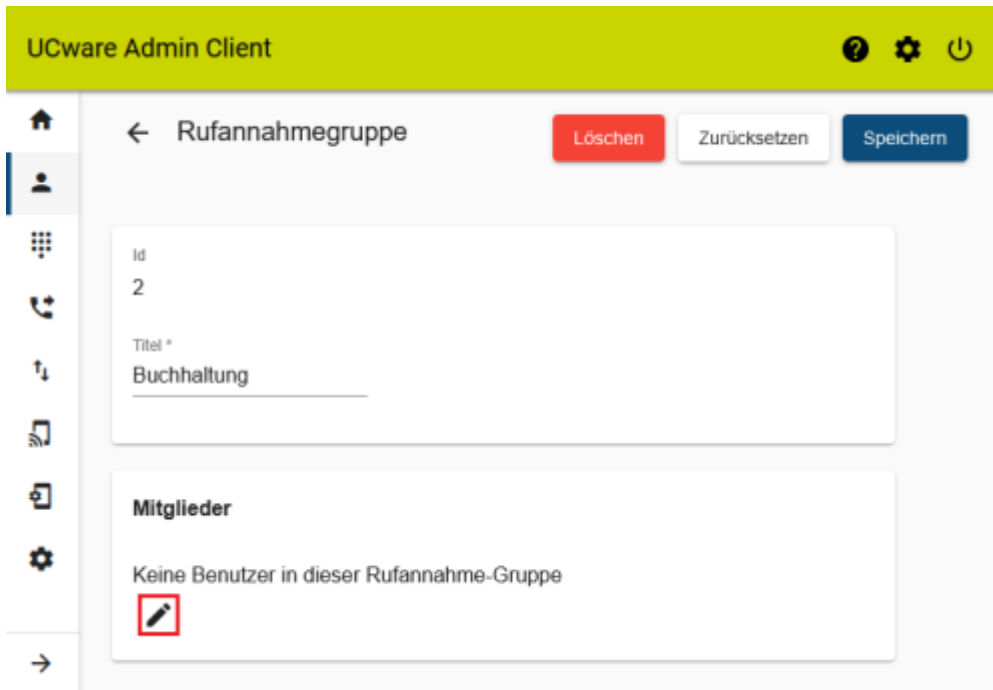 UCware Admin Client
Rufannahmegruppe
Löschen
Zurücksetzen
Speichern
Id
2
Titel *
Buchhaltung
Mitglieder
Keine Benutzer in dieser Rufannahme-Gruppe